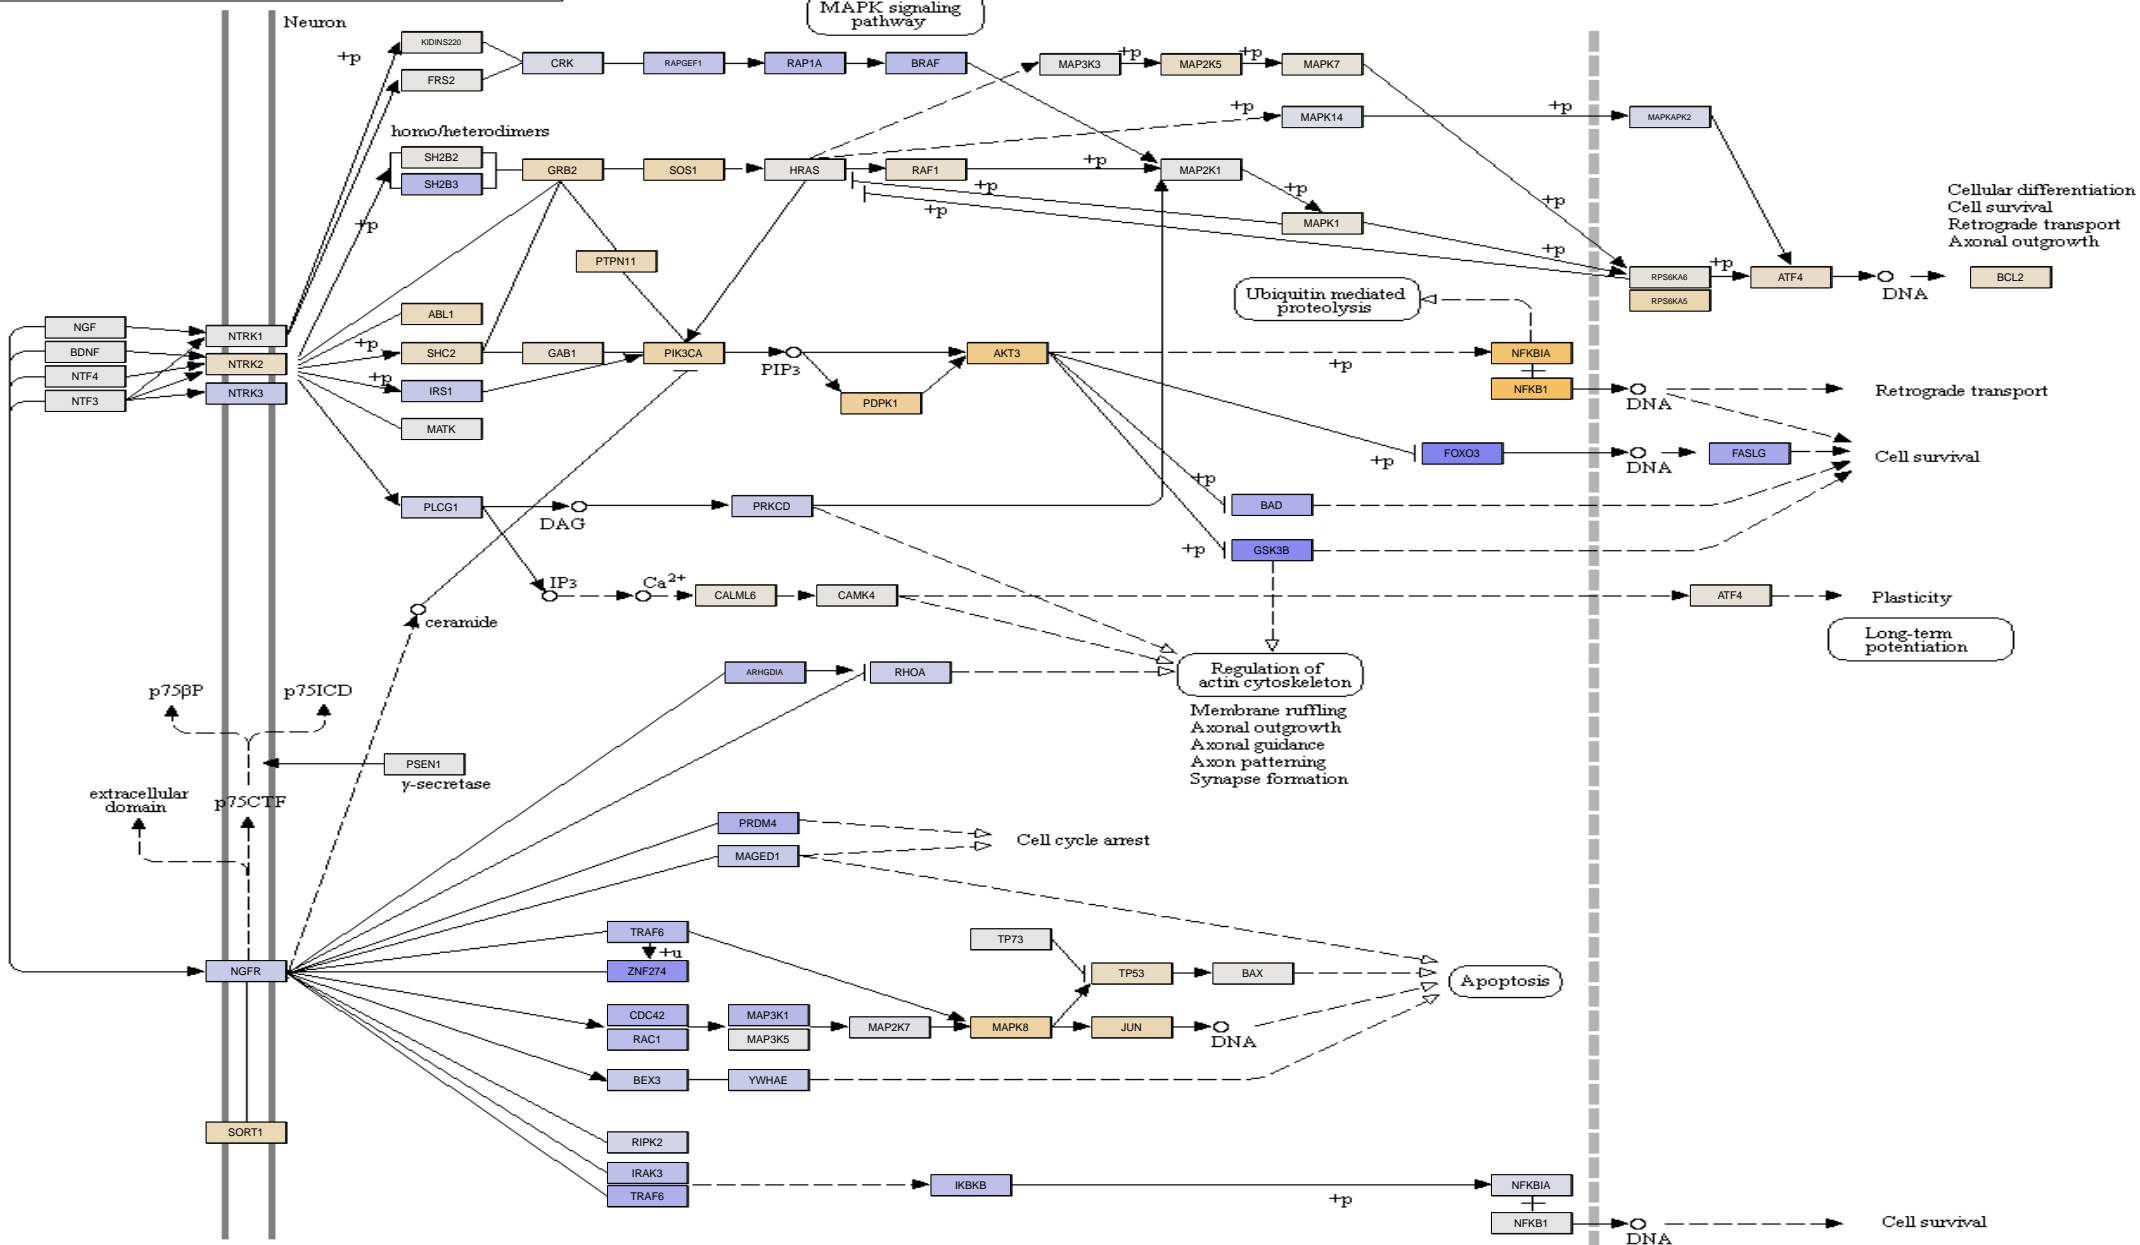 MAPK signaling
pathway
Neuron
+p
KIDINS220
FRS2
CRK
RAPGEF1
RAP1A
BRAF
MAP3K3
+p
MAP2K5
+p
MAPK7
+p
MAPK14
+p
MAPKAPK2
homo/heterodimers
SH2B2
SH2B3
GRB2
SOS1
HRAS
RAF1
+p
MAP2K1
+p
+p
+p
MAPK1
+p
+p
+p
Cellular differentiation
Cell survival
Retrograde transport
Axonal outgrowth
PTPN11
RPS6KA6
RPS6KA5
+p
ATF4
DNA
BCL2
Ubiquitin mediated
proteolysis
NGF
BDNF
NTF4
NTF3
NTRK1
NTRK2
NTRK3
ABL1
+p
SHC2
GAB1
PIK3CA
PIP3
AKT3
+p
NFKBIA
+p
IRS1
PDPK1
NFKB1
DNA
Retrograde transport
MATK
+p
FOXO3
DNA
FASLG
Cell survival
PLCG1
DAG
PRKCD
+p
BAD
+p
GSK3B
IP3
Ca2+
CALML6
CAMK4
ATF4
Plasticity
ceramide
Long-term
potentiation
ARHGDIA
RHOA
Regulation of
actin cytoskeleton
p75βP
p75ICD
Membrane ruffling
Axonal outgrowth
Axonal guidance
Axon patterning
Synapse formation
PSEN1
γ-secretase
extracellular
domain
p75CTF
PRDM4
MAGED1
Cell cycle arrest
TRAF6
+u
ZNF274
TP73
TP53
BAX
Apoptosis
NGFR
CDC42
RAC1
MAP3K1
MAP3K5
MAP2K7
MAPK8
JUN
DNA
BEX3
YWHAE
SORT1
RIPK2
IRAK3
TRAF6
IKBKB
+p
NFKBIA
NFKB1
DNA
Cell survival